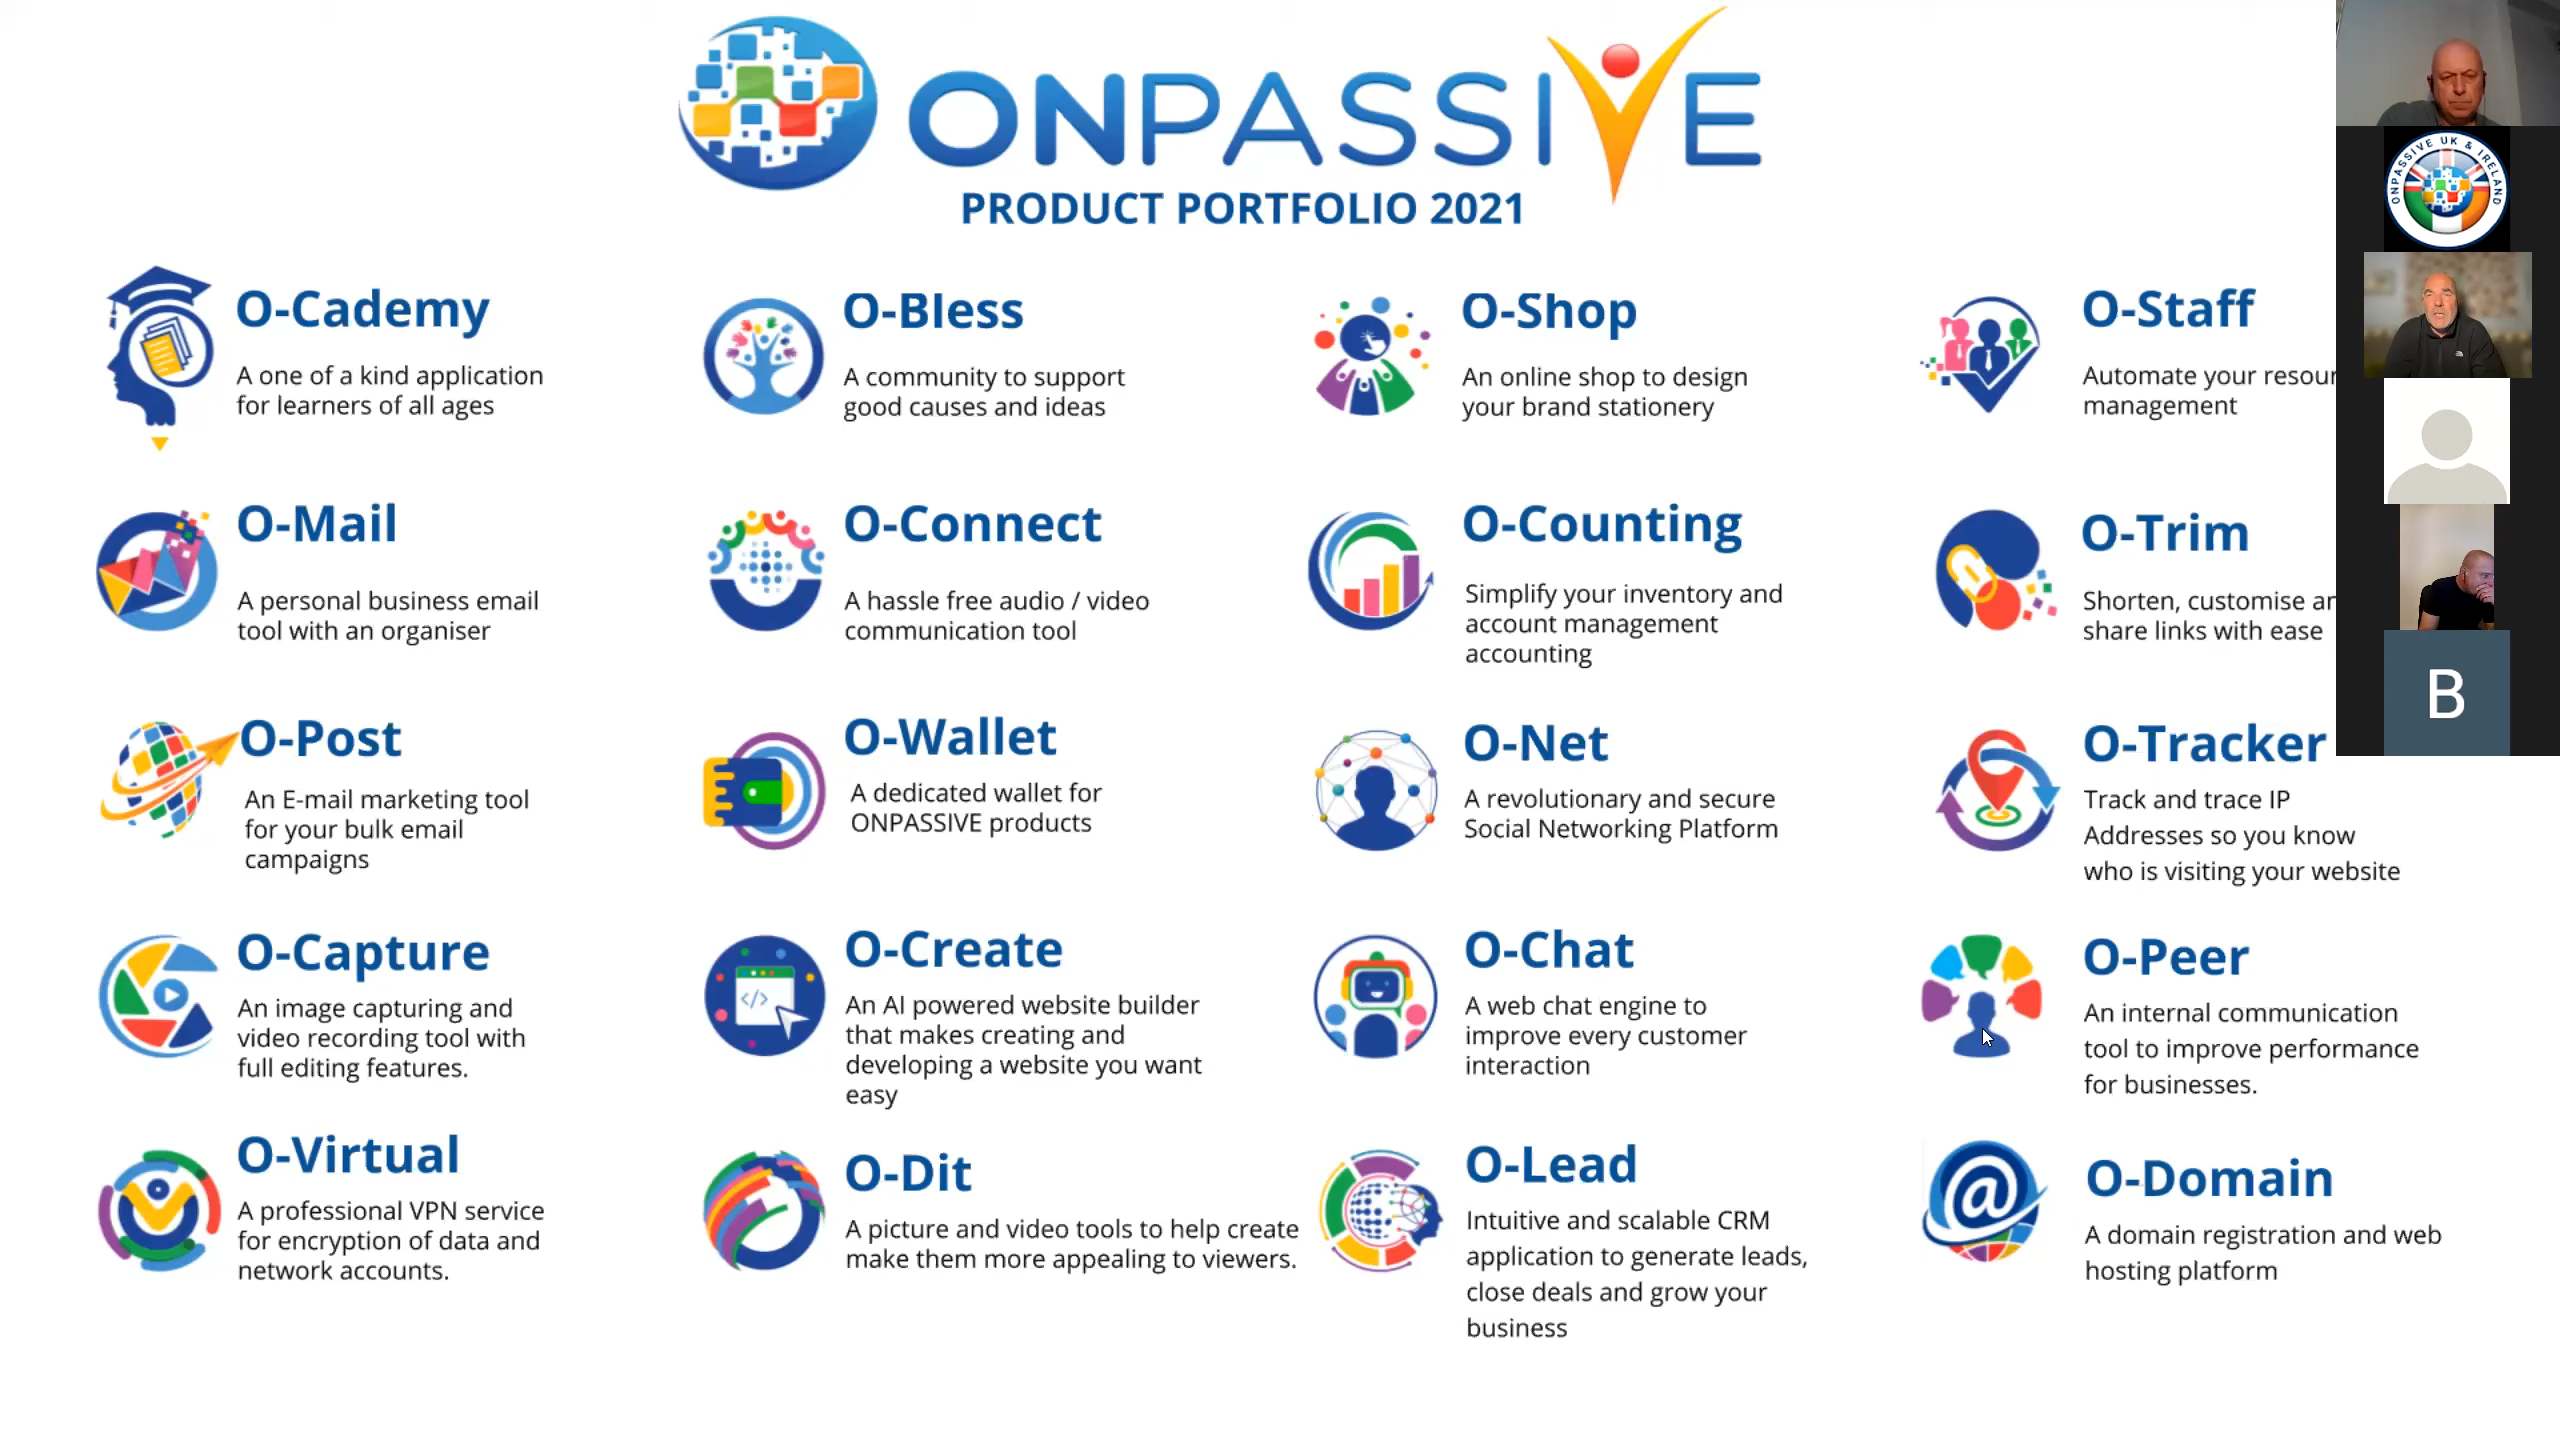 ONPASSIVE
PRODUCT PORTFOLIO 2021
O-Cademy
A one of a kind application
for learners of all ages
O-Bless
A community to support
good causes and ideas
O-Shop
An online shop to design
your brand stationery
O-Staff
Automate your
management
O-Mail
A personal business email
tool with an organiser
O-Connect
A hassle free audio / video
communication tool
O-Counting
Simplify your inventory and
account management
accounting
O-Trim
Shorten, customise
share links with ease
O-Post
An E-mail marketing tool
for your bulk email
campaigns
O-Wallet
A dedicated wallet for
ONPASSIVE products
O-Net
A revolutionary and secure
Social Networking Platform
O-Tracker
Track and trace IP
Addresses so you know
who is visiting your website
O-Capture
An image capturing and
video recording tool with
full editing features.
O-Create
An AI powered website builder
that makes creating and
developing a website you want
easy
O-Chat
A web chat engine to
improve every customer
interaction
O-Peer
An internal communication
tool to improve performance
for businesses.
O-Virtual
A professional VPN service
for encryption of data and
network accounts.
O-Dit
A picture and video tools to help create
make them more appealing to viewers.
O-Lead
Intuitive and scalable CRM
application to generate leads,
close deals and grow your
business
O-Domain
A domain registration and web
hosting platform
ONPASSIVE UK & IRELAND
B